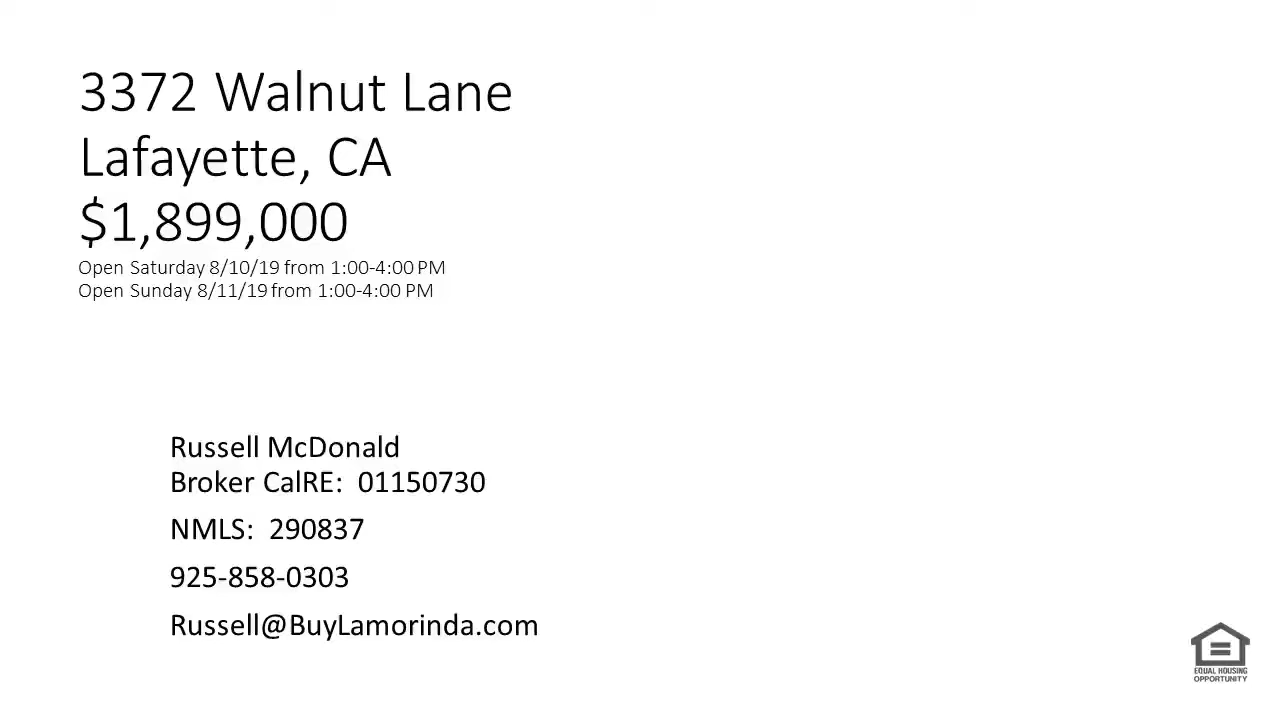 3372 Walnut Lane
Lafayette, CA
$1,899,000
Open Saturday 8/10/19 from 1:00-4:00 PM
Open Sunday 8/11/19 from 1:00-4:00 PM
Russell McDonald
Broker CalRE:  01150730
NMLS:  290837
925-858-0303
Russell@BuyLamorinda.com
EQUAL HOUSING
OPPORTUNITY